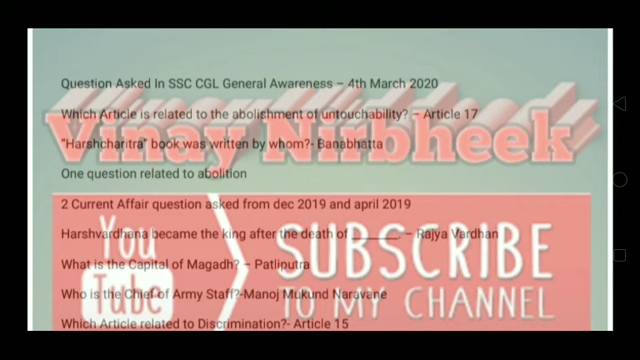 Question Asked In SSC CGL General Awareness – 4th March 2020
Which Article is related to the abolishment of untouchability? – Article 17
Vinay Nirbheek
"Harshcharitra" book was written by whom?- Banabhatta
One question related to abolition
2 Current Affair question asked from dec 2019 and april 2019
Harshvardhana became the king after the death of ______. – Rajya Vardhan
You
Tube
SUBSCRIBE
TO MY CHANNEL
What is the Capital of Magadh? – Patliputra
Who is the Chief of Army Staff?-Manoj Mukund Naravane
Which Article related to Discrimination?- Article 15